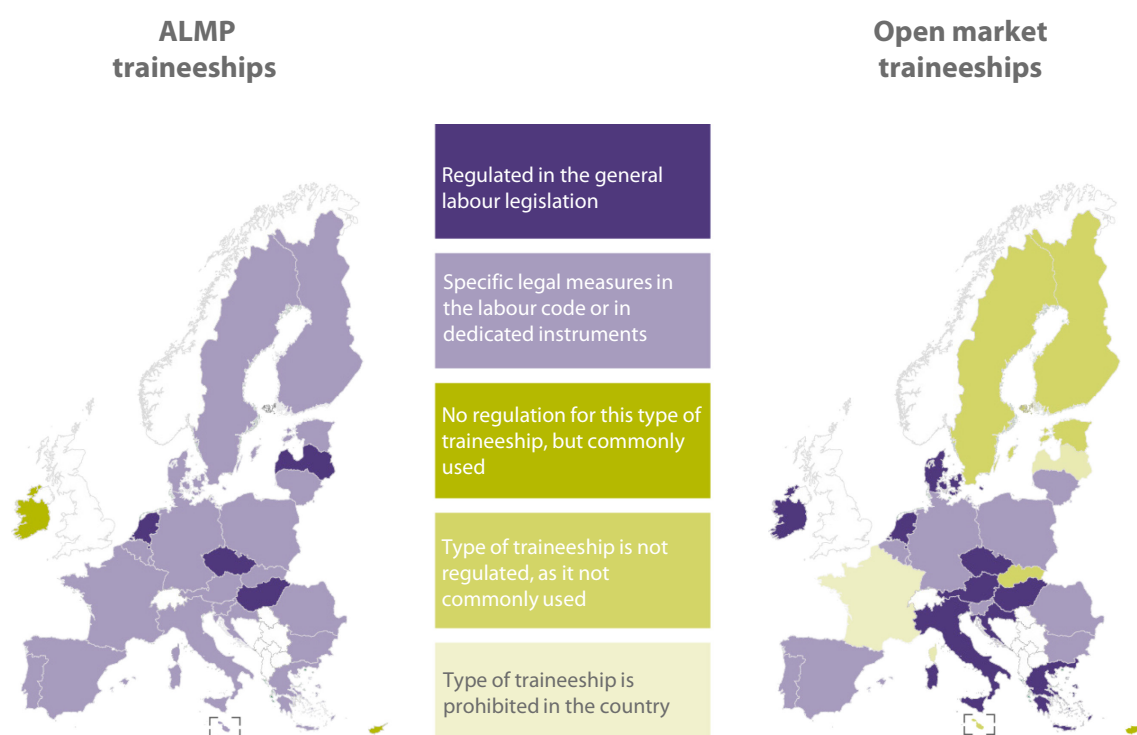 ALMP
traineeships
Open market
traineeships
Regulated in the general
labour legislation
Specific legal measures in
the labour code or in
dedicated instruments
No regulation for this type of
traineeship, but commonly
used
Type of traineeship is not
regulated, as it not
commonly used
Type of traineeship is
prohibited in the country